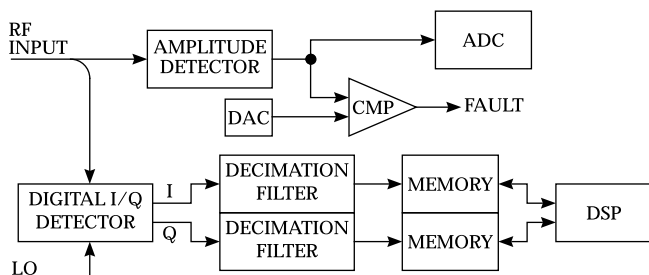 RF
INPUT
AMPLITUDE
DETECTOR
ADC
DAC
CMP
FAULT
DIGITAL I/Q
DETECTOR
I
Q
DECIMATION
FILTER
MEMORY
DECIMATION
FILTER
MEMORY
DSP
LO